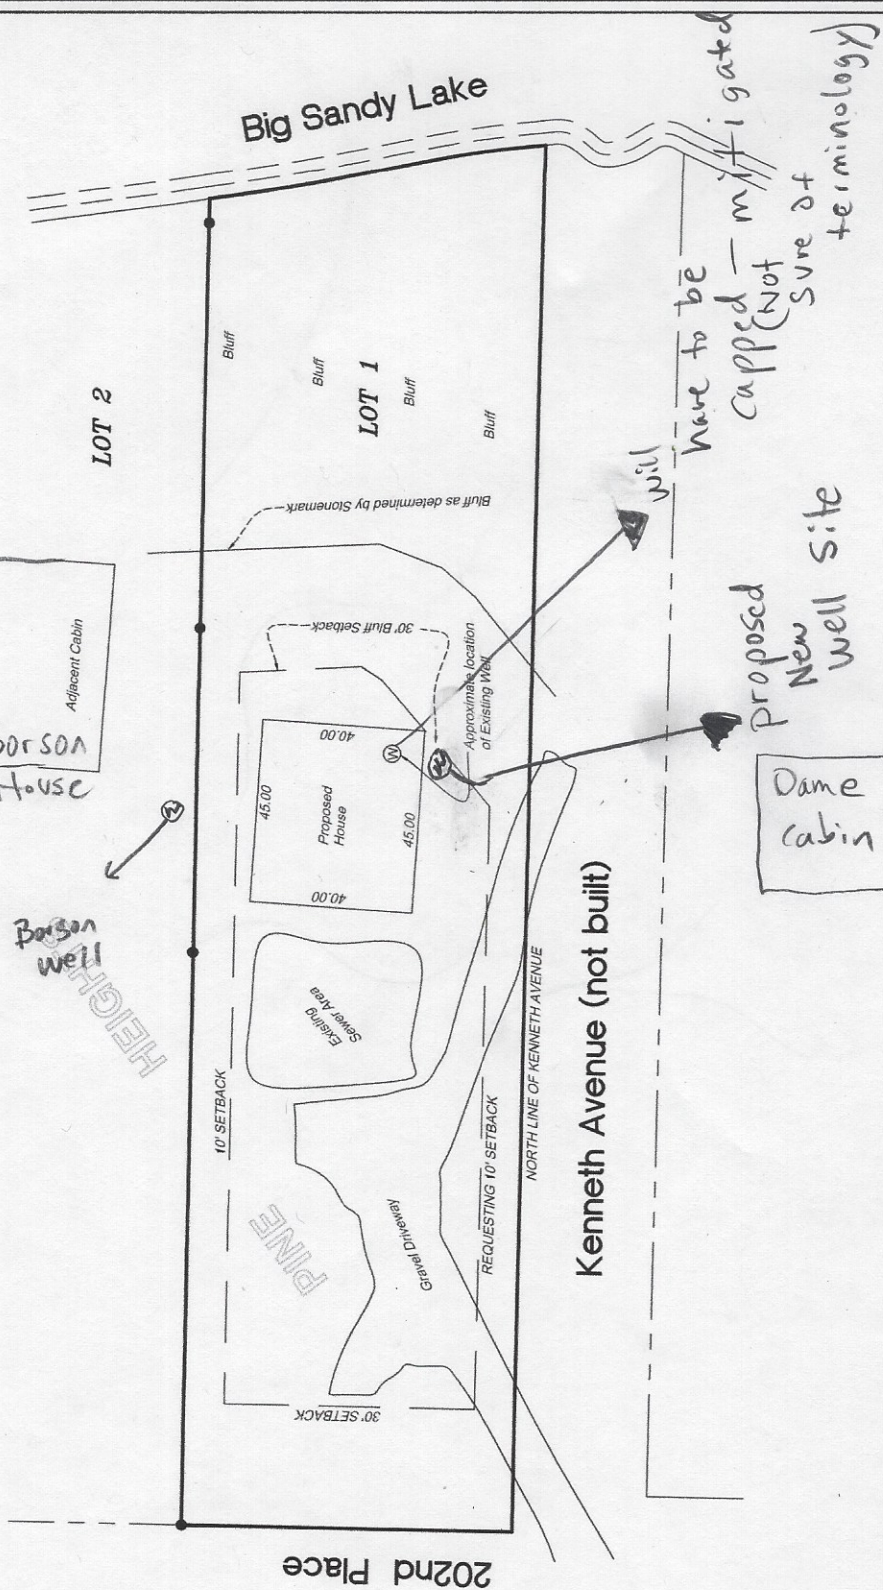 Big Sandy Lake
LOT 2
Bluff
Bluff
LOT 1
Bluff
Bluff
will
have to be
capped — mitigated
(Not
sure of
terminology)
Bluff as determined by Stonemark
30' Bluff Setback
Adjacent Cabin
House
Approximate location
of Existing Well
W
40.00
45.00
Proposed
House
45.00
40.00
proposed
New
Well Site
Dame
cabin
Borson
well
Existing
Sewer Area
10' SETBACK
Kenneth Avenue (not built)
NORTH LINE OF KENNETH AVENUE
REQUESTING 10' SETBACK
Gravel Driveway
PINE
30' SETBACK
202nd Place